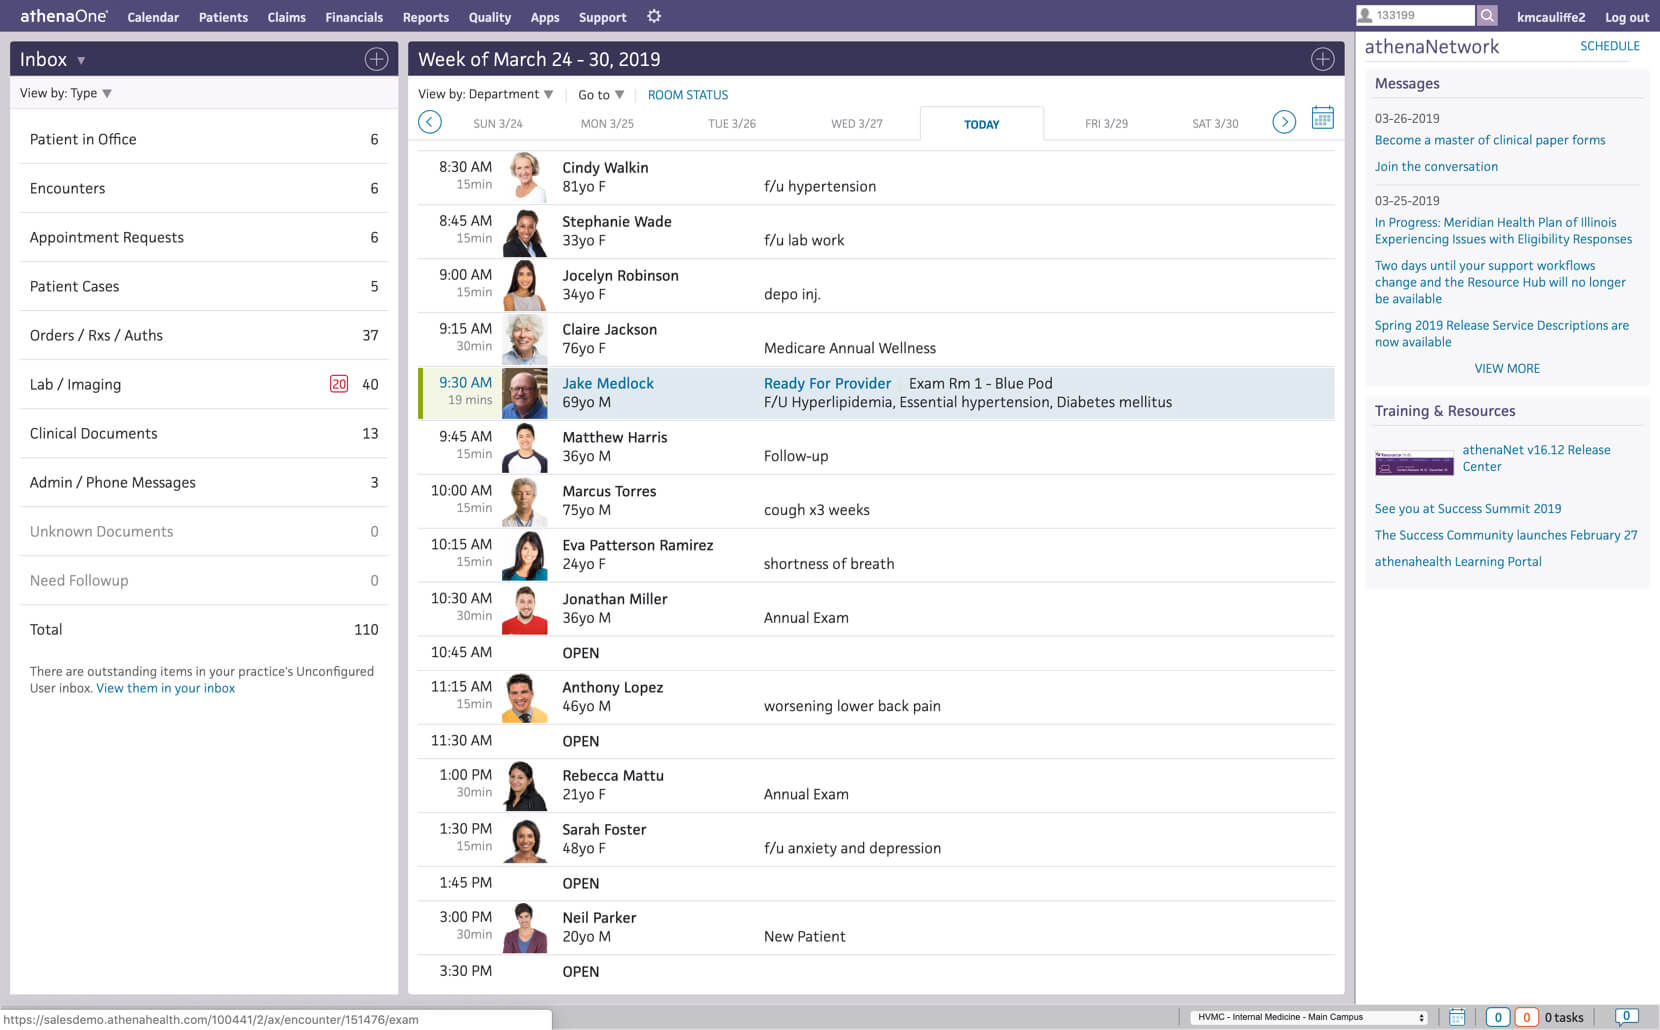 athenaOne Calendar Patients Claims Financials Reports Quality Apps Support 133199 kmcauliffe2 Log out
Inbox
View by: Type
Patient in Office 6
Encounters 6
Appointment Requests 6
Patient Cases 5
Orders / Rxs / Auths 37
Lab / Imaging 20 40
Clinical Documents 13
Admin / Phone Messages 3
Unknown Documents 0
Need Followup 0
Total 110
There are outstanding items in your practice's Unconfigured
User inbox. View them in your inbox
Week of March 24 - 30, 2019
View by: Department Go to ROOM STATUS
SUN 3/24 MON 3/25 TUE 3/26 WED 3/27 TODAY FRI 3/29 SAT 3/30
8:30 AM Cindy Walkin
15min 81yo F f/u hypertension
8:45 AM Stephanie Wade
15min 33yo F f/u lab work
9:00 AM Jocelyn Robinson
15min 34yo F depo inj.
9:15 AM Claire Jackson
30min 76yo F Medicare Annual Wellness
9:30 AM Jake Medlock Ready For Provider Exam Rm 1 - Blue Pod
19 mins 69yo M F/U Hyperlipidemia, Essential hypertension, Diabetes mellitus
9:45 AM Matthew Harris
15min 36yo M Follow-up
10:00 AM Marcus Torres
15min 75yo M cough x3 weeks
10:15 AM Eva Patterson Ramirez
15min 24yo F shortness of breath
10:30 AM Jonathan Miller
30min 36yo M Annual Exam
10:45 AM OPEN
11:15 AM Anthony Lopez
15min 46yo M worsening lower back pain
11:30 AM OPEN
1:00 PM Rebecca Mattu
30min 21yo F Annual Exam
1:30 PM Sarah Foster
15min 48yo F f/u anxiety and depression
1:45 PM OPEN
3:00 PM Neil Parker
30min 20yo M New Patient
3:30 PM OPEN
athenaNetwork SCHEDULE
Messages
03-26-2019
Become a master of clinical paper forms
Join the conversation
03-25-2019
In Progress: Meridian Health Plan of Illinois
Experiencing Issues with Eligibility Responses
Two days until your support workflows
change and the Resource Hub will no longer
be available
Spring 2019 Release Service Descriptions are
now available
VIEW MORE
Training & Resources
athenaNet v16.12 Release
Center
See you at Success Summit 2019
The Success Community launches February 27
athenahealth Learning Portal
https://salesdemo.athenahealth.com/100441/2/ax/encounter/151476/exam
HVMC - Internal Medicine - Main Campus 0 0 0 tasks 0